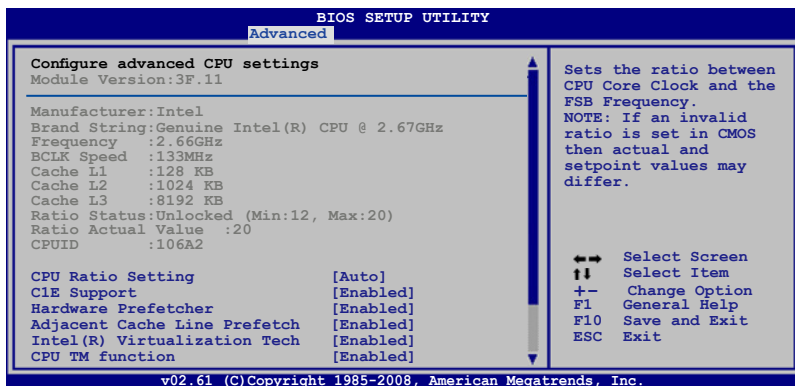 BIOS SETUP UTILITY
Advanced
Configure advanced CPU settings
Module Version:3F.11
Manufacturer:Intel
Brand String:Genuine Intel(R) CPU @ 2.67GHz
Frequency :2.66GHz
BCLK Speed :133MHz
Cache L1 :128 KB
Cache L2 :1024 KB
Cache L3 :8192 KB
Ratio Status:Unlocked (Min:12, Max:20)
Ratio Actual Value :20
CPUID :106A2
CPU Ratio Setting [Auto]
C1E Support [Enabled]
Hardware Prefetcher [Enabled]
Adjacent Cache Line Prefetch [Enabled]
Intel(R) Virtualization Tech [Enabled]
CPU TM function [Enabled]
Sets the ratio between
CPU Core Clock and the
FSB Frequency.
NOTE: If an invalid
ratio is set in CMOS
then actual and
setpoint values may
differ.
←→ Select Screen
↑↓ Select Item
+- Change Option
F1 General Help
F10 Save and Exit
ESC Exit
v02.61 (C)Copyright 1985-2008, American Megatrends, Inc.